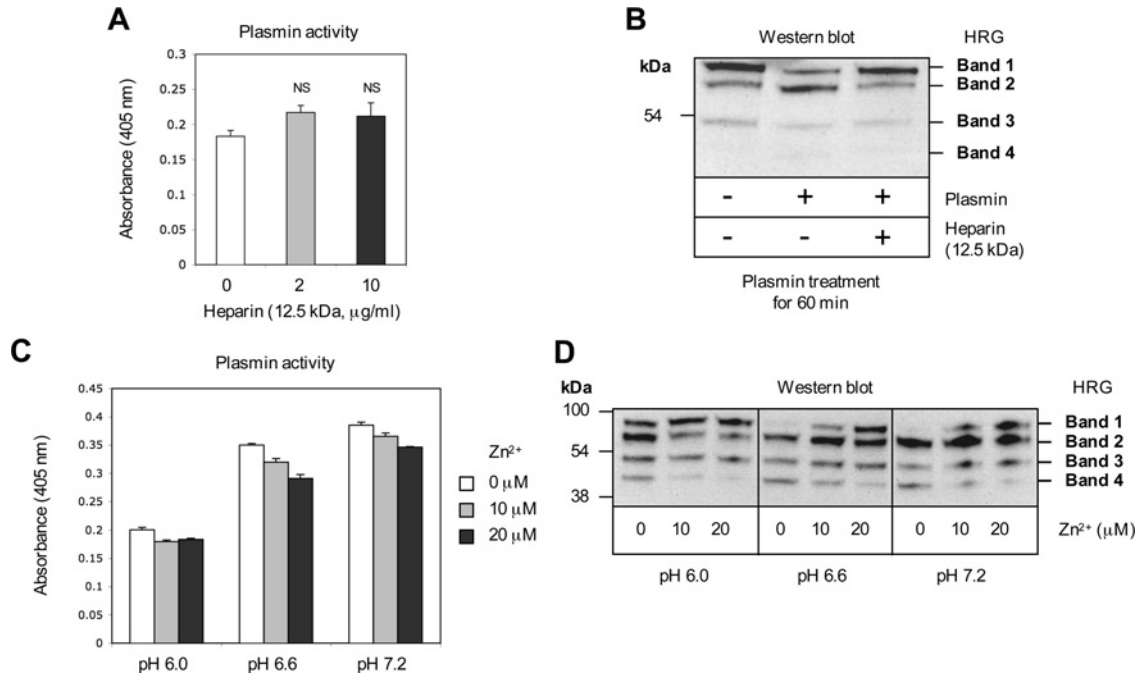 A
Plasmin activity
Absorbance (405 nm)
0.3
0.25
0.2
0.15
0.1
0.05
0
NS
NS
0 2 10
Heparin (12.5 kDa, μg/ml)
B
Western blot HRG
kDa
54
Band 1
Band 2
Band 3
Band 4
- + + Plasmin
- - + Heparin
(12.5 kDa)
Plasmin treatment
for 60 min
C
Plasmin activity
Absorbance (405 nm)
0.45
0.4
0.35
0.3
0.25
0.2
0.15
0.1
0.05
0
pH 6.0 pH 6.6 pH 7.2
Zn²⁺
0 μM
10 μM
20 μM
D
kDa Western blot HRG
100
54
38
Band 1
Band 2
Band 3
Band 4
0 10 20 0 10 20 0 10 20 Zn²⁺ (μM)
pH 6.0 pH 6.6 pH 7.2